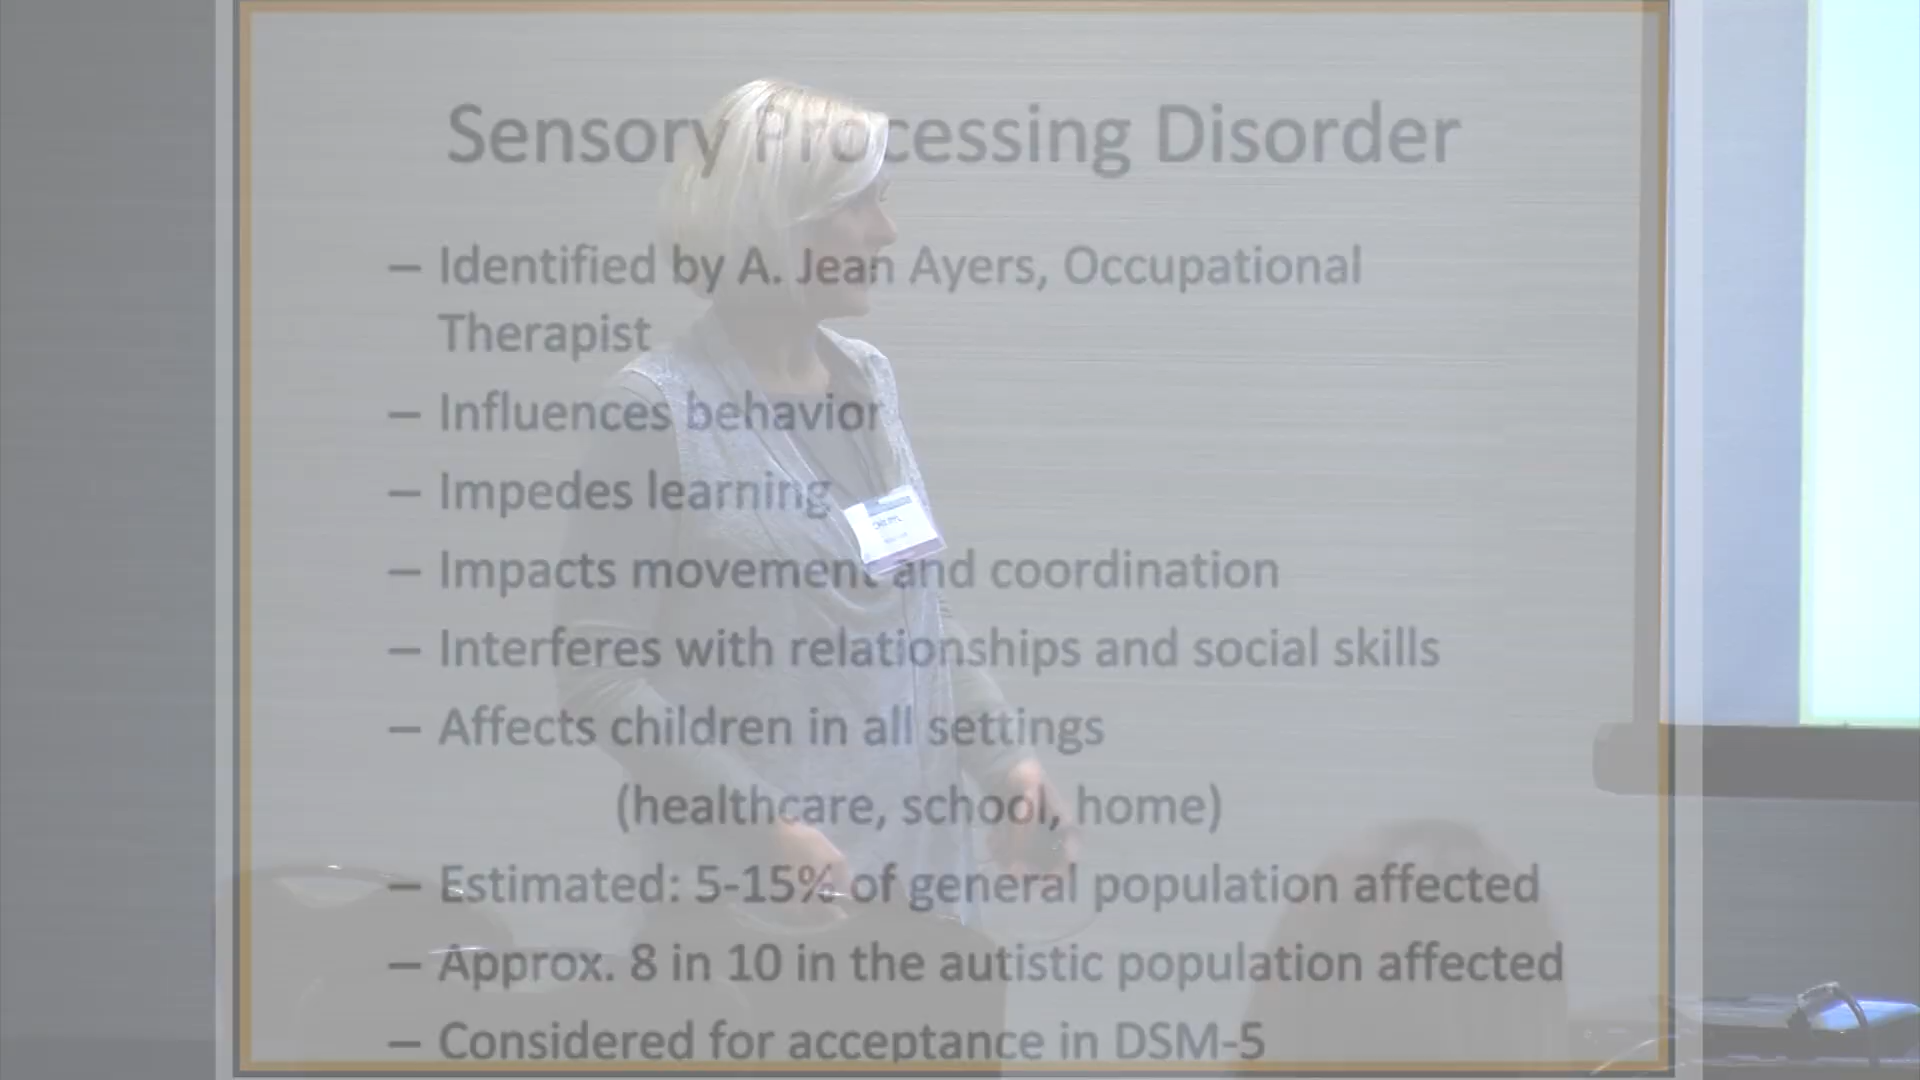 Sensory Processing Disorder
– Identified by A. Jean Ayers, Occupational
Therapist
– Influences behavior
– Impedes learning
– Impacts movement and coordination
– Interferes with relationships and social skills
– Affects children in all settings
(healthcare, school, home)
– Estimated: 5-15% of general population affected
– Approx. 8 in 10 in the autistic population affected
– Considered for acceptance in DSM-5